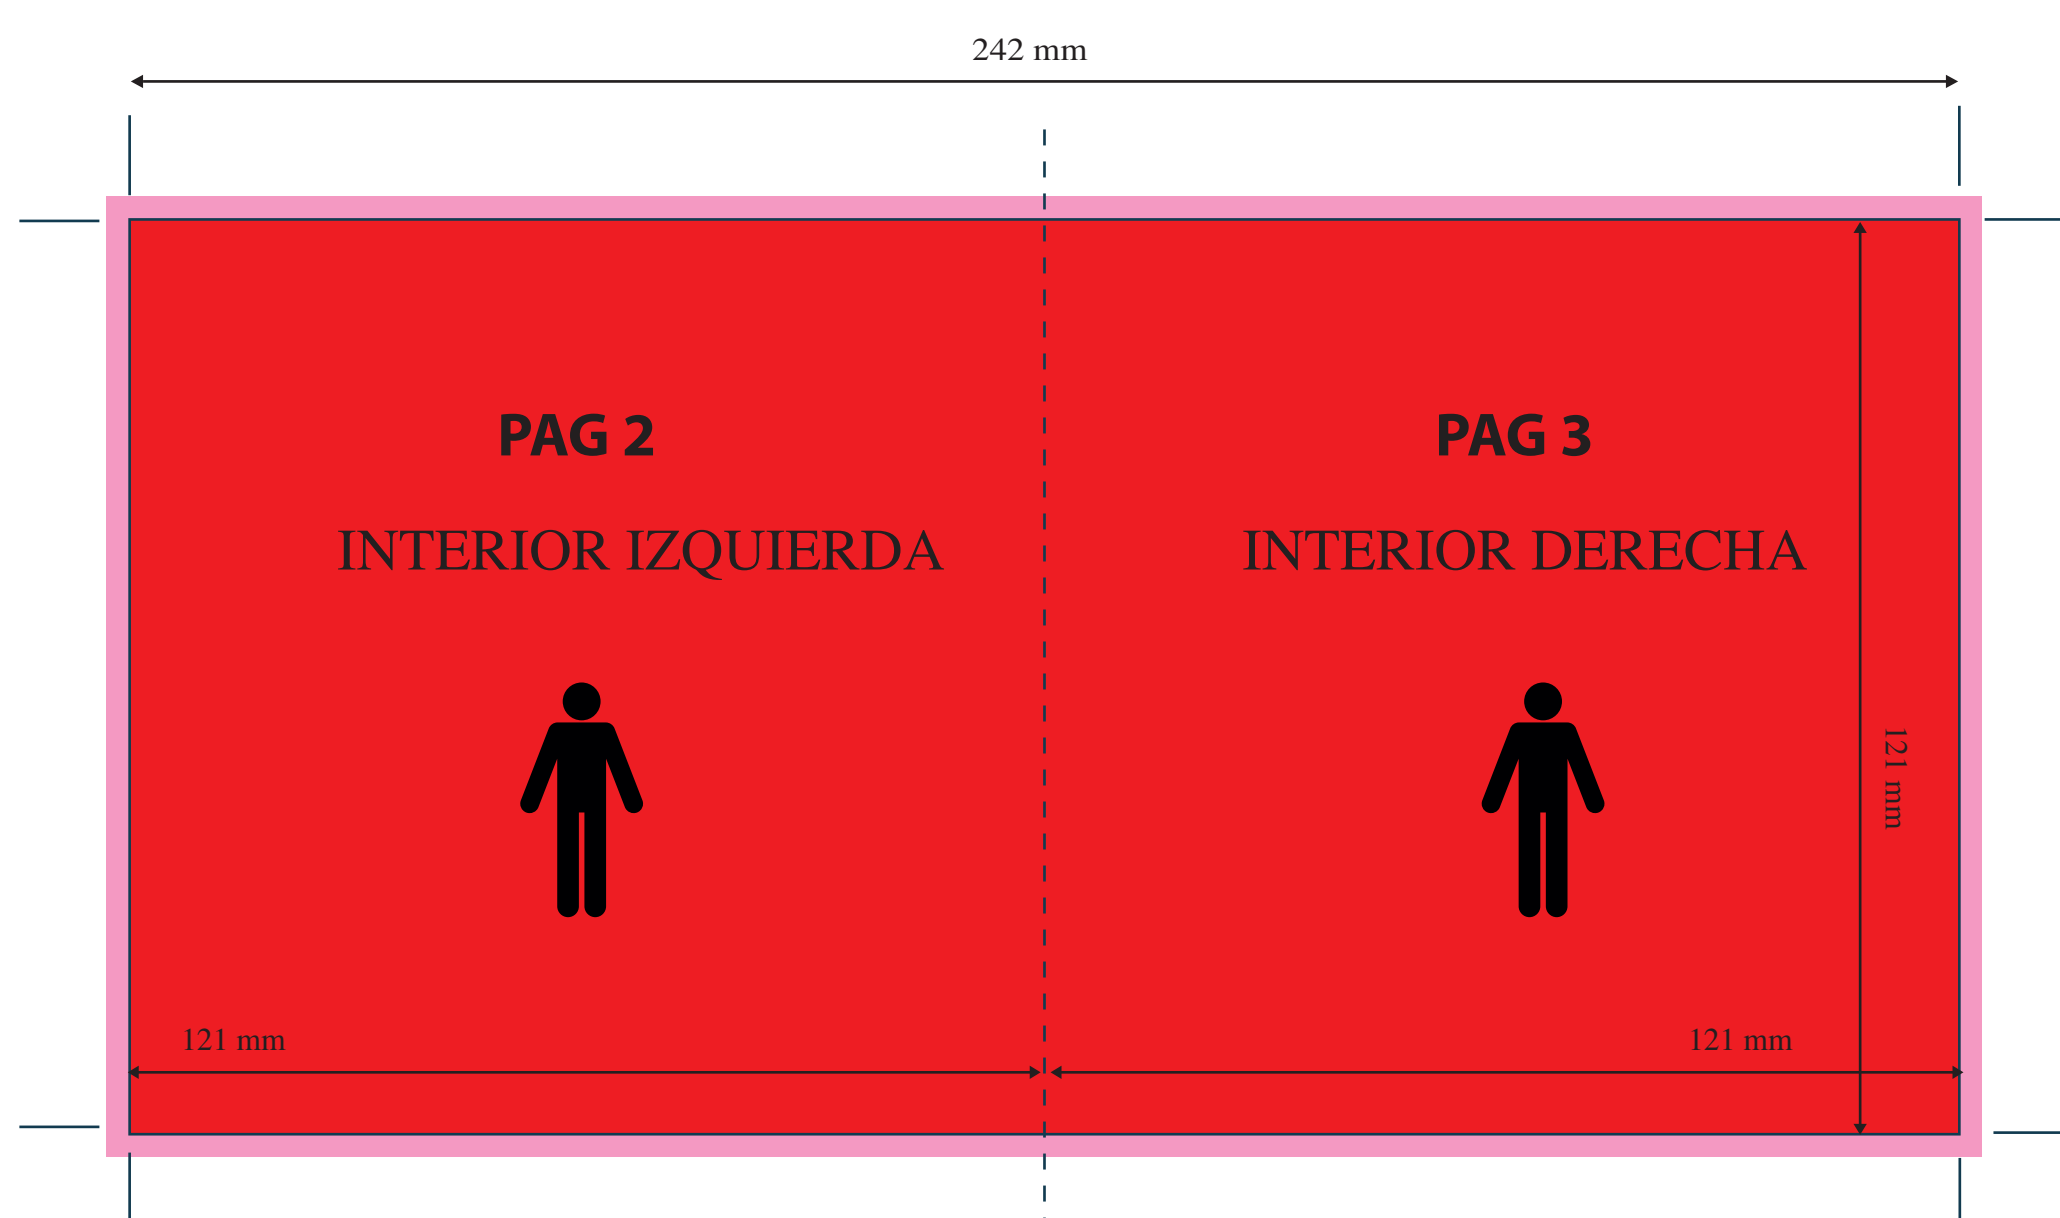 242 mm
PAG 2
PAG 3
INTERIOR IZQUIERDA
INTERIOR DERECHA
121 mm
121 mm
121 mm